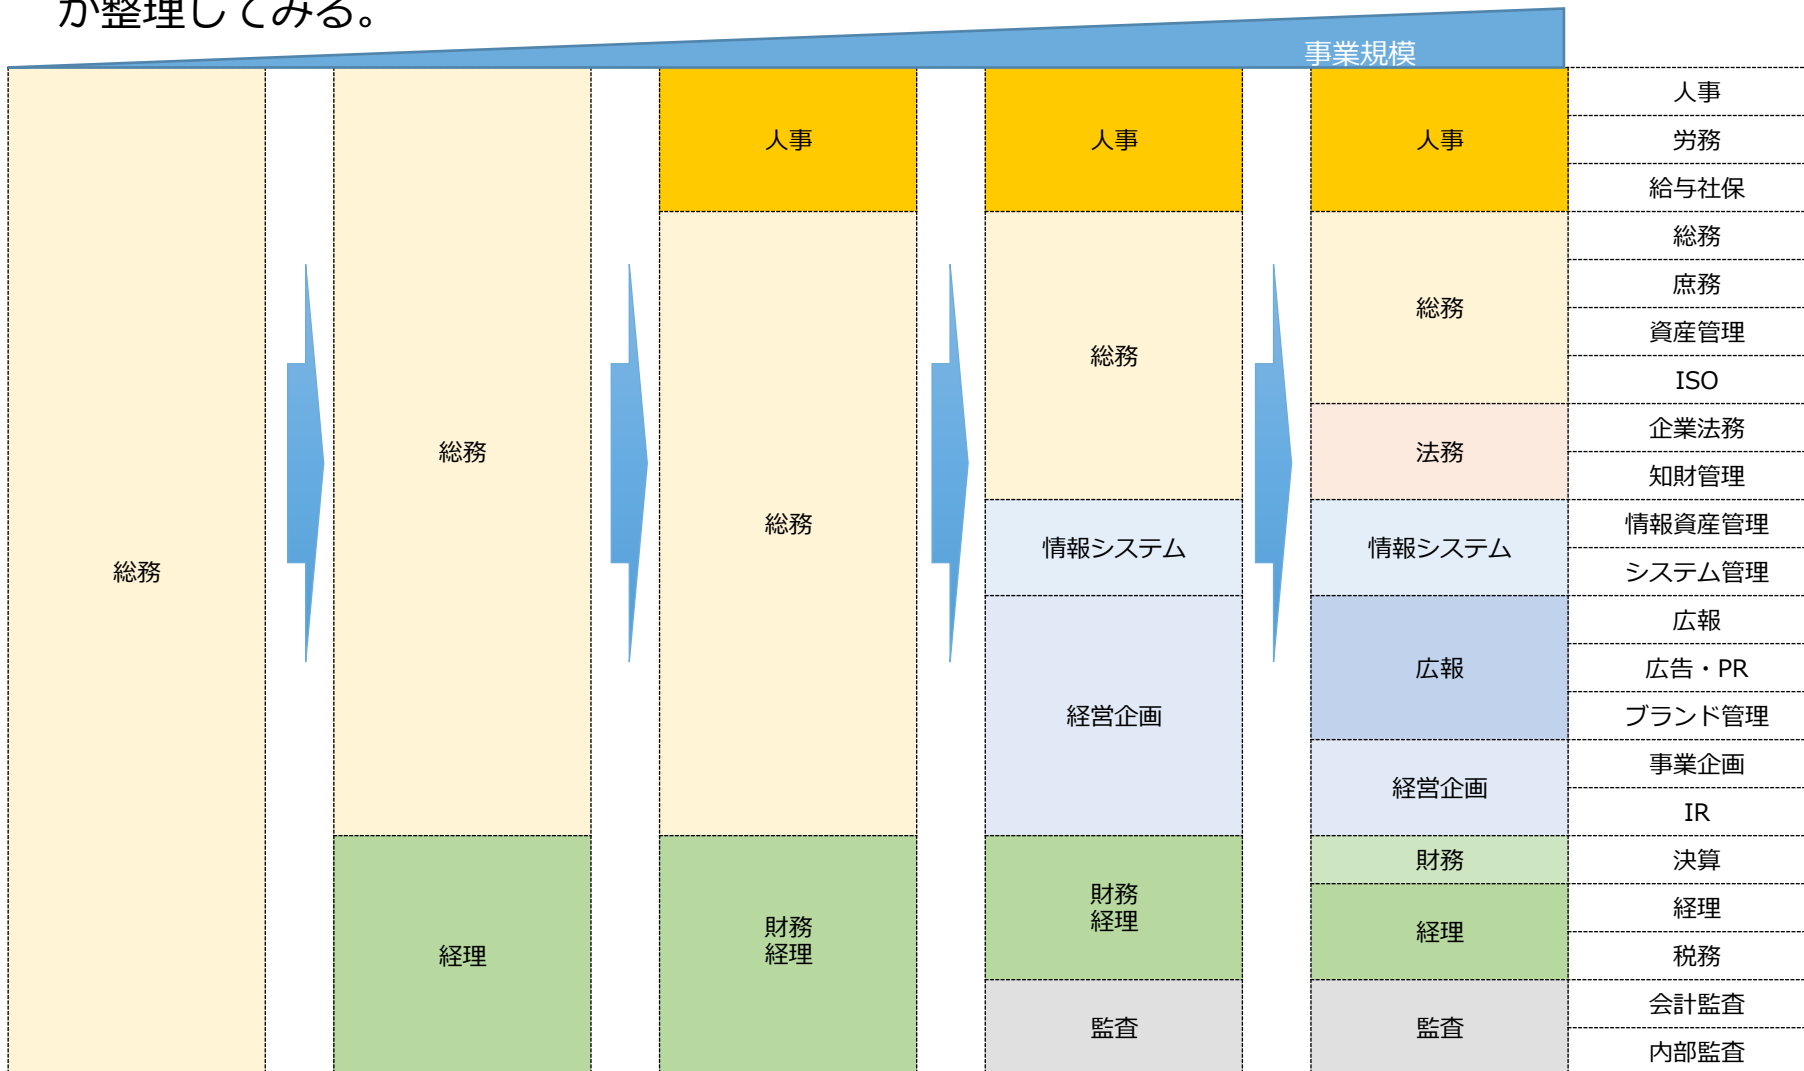 が整理してみる。
事業規模
総務
総務
経理
人事
総務
財務
経理
人事
総務
情報システム
経営企画
財務
経理
監査
人事
総務
法務
情報システム
広報
経営企画
財務
経理
監査
人事
労務
給与社保
総務
庶務
資産管理
ISO
企業法務
知財管理
情報資産管理
システム管理
広報
広告・PR
ブランド管理
事業企画
IR
決算
経理
税務
会計監査
内部監査